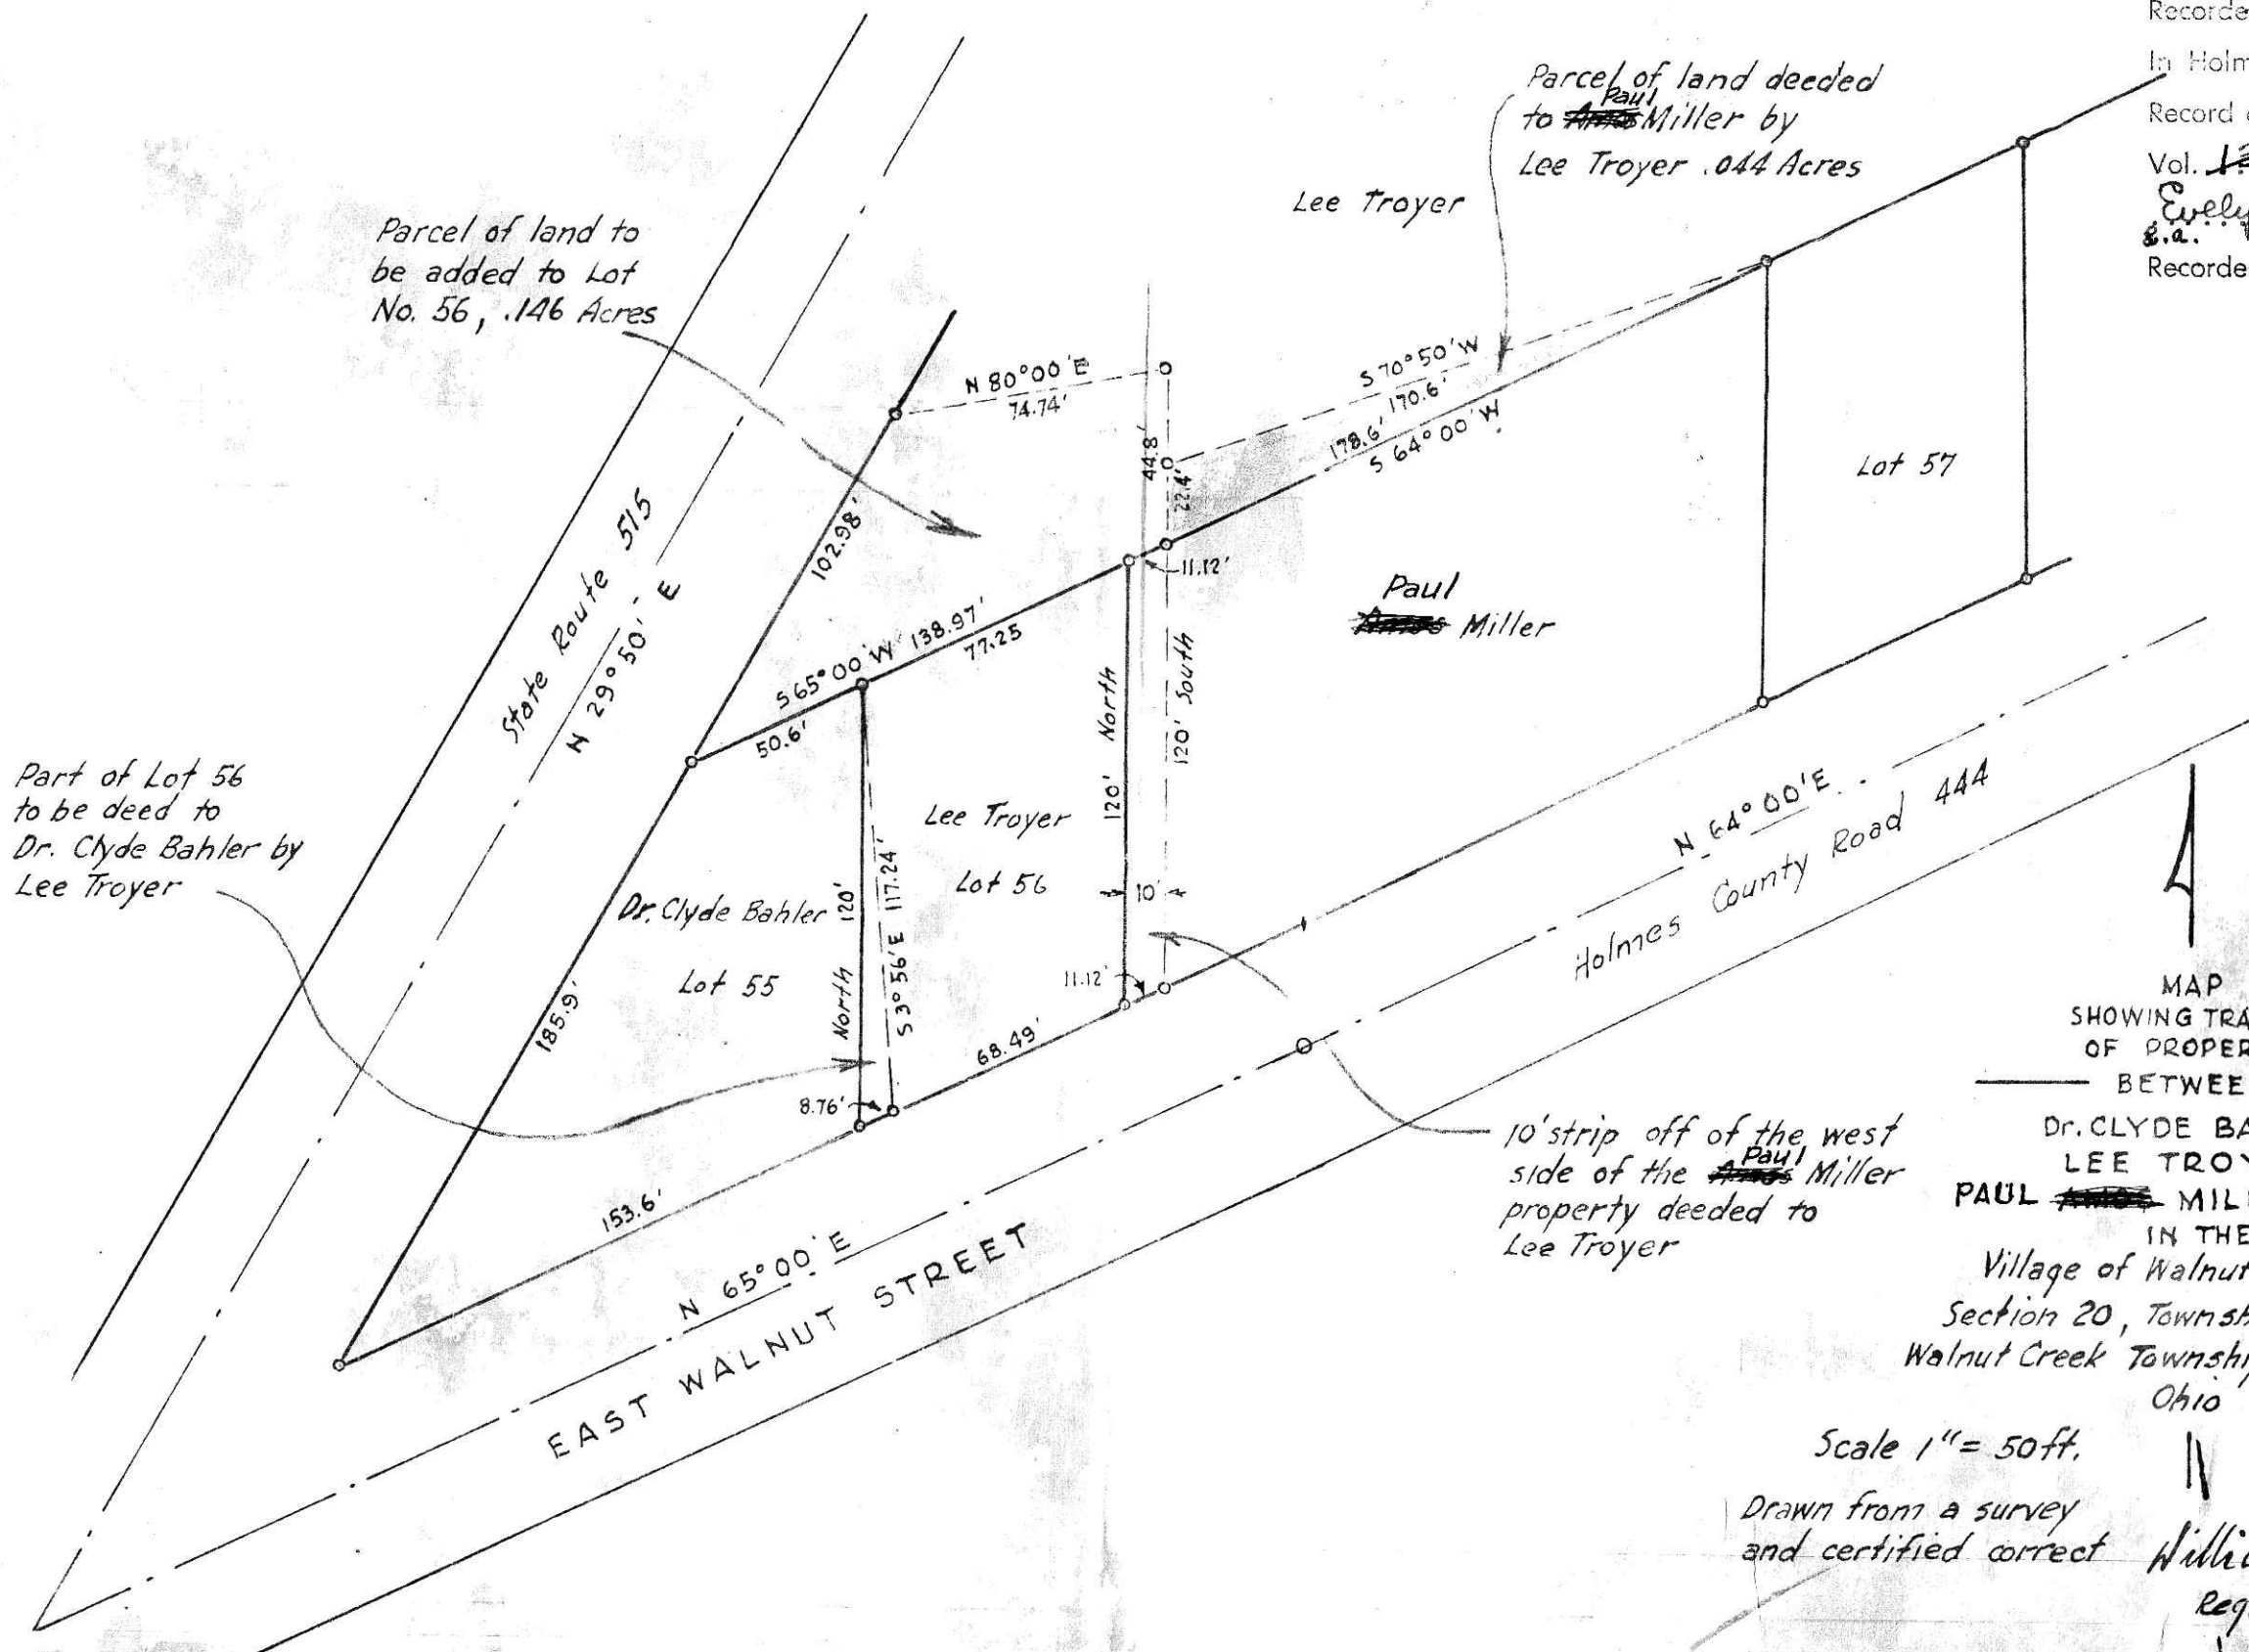 Recorde
In Holm
Record
Vol.
Evely
Recorde
Parcel of land deeded
to Paul Amos Miller by
Lee Troyer .044 Acres
Lee Troyer
Parcel of land to
be added to Lot
No. 56, .146 Acres
N 80°00'E
74.74'
S 70°50'W
170.6'
178.6'
S 64°00'W
44.8'
22.4'
Lot 57
102.98'
State Route 515
N 29°50' E
11.12'
Paul
Amos Miller
S 65°00'W 138.97'
77.25
50.6'
120' North
120' South
Part of Lot 56
to be deed to
Dr. Clyde Bahler by
Lee Troyer
Lee Troyer
Lot 56
10'
Dr. Clyde Bahler
Lot 55
North 120'
S 3°56'E 117.24'
185.9'
11.12'
68.49'
8.76'
153.6'
N 64°00'E
Holmes County Road 444
N 65°00'E
EAST WALNUT STREET
10' strip off of the west
side of the Amos Paul Miller
property deeded to
Lee Troyer
MAP
SHOWING TRA
OF PROPER
BETWEE
Dr. CLYDE BA
LEE TROY
PAUL AMOS MIL
IN THE
Village of Walnut
Section 20, Townsh
Walnut Creek Townshi
Ohio
Scale 1" = 50 ft.
Drawn from a survey
and certified correct
Willi
Reg